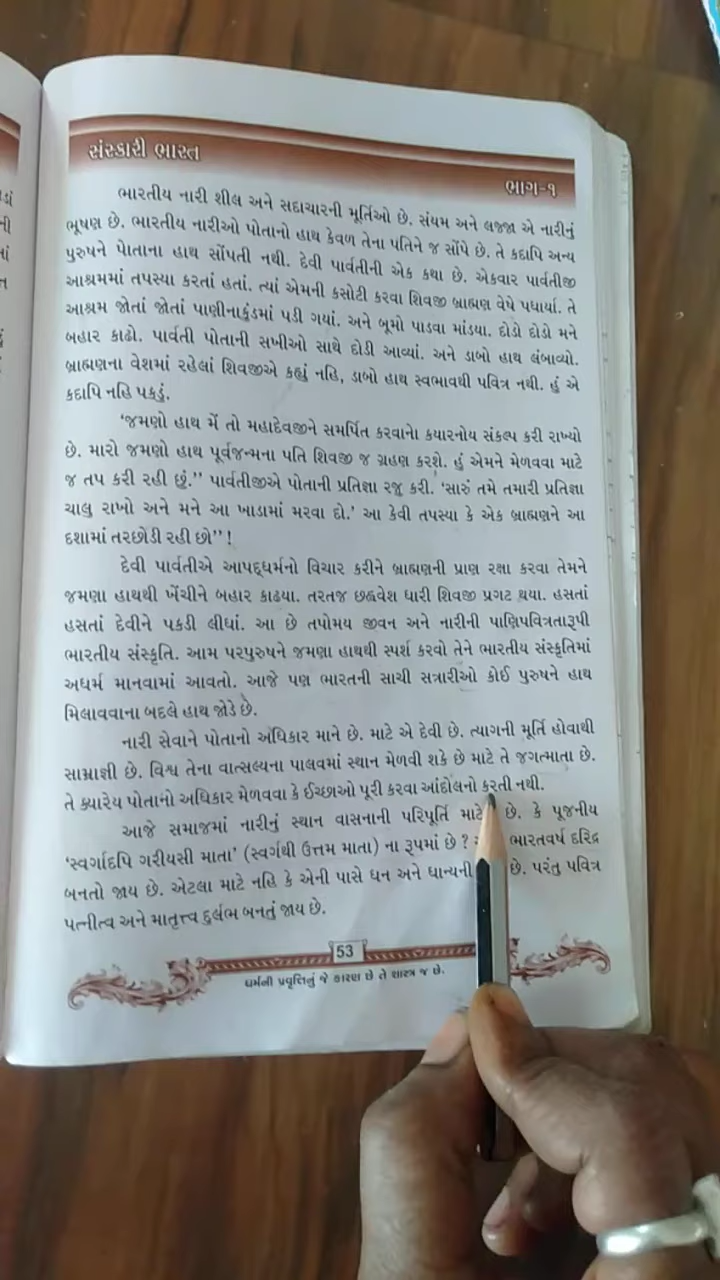 સંસ્કારી ભારત
ભાગ-૧
ભારતીય નારી શીલ અને સદાચારની મૂર્તિઓ છે. સંયમ અને લજ્જા એ નારીનું
ભૂષણ છે. ભારતીય નારીઓ પોતાનો હાથ કેવળ તેના પતિને જ સોંપે છે. તે કદાપિ અન્ય
પુરુષને પોતાના હાથ સોંપતી નથી. દેવી પાર્વતીની એક કથા છે. એકવાર પાર્વતીજી
આશ્રમમાં તપસ્યા કરતાં હતાં. ત્યાં એમની કસોટી કરવા શિવજી બ્રાહ્મણ વેષે પધાર્યા. તે
આશ્રમ જોતાં જોતાં પાણીનાકુંડમાં પડી ગયાં. અને બૂમો પાડવા માંડયા. દોડો દોડો મને
બહાર કાઢો. પાર્વતી પોતાની સખીઓ સાથે દોડી આવ્યાં. અને ડાબો હાથ લંબાવ્યો.
બ્રાહ્મણના વેશમાં રહેલાં શિવજીએ કહ્યું નહિ, ડાબો હાથ સ્વભાવથી પવિત્ર નથી. હું એ
કદાપિ નહિ પકડું.
‘જમણો હાથ મેં તો મહાદેવજીને સમર્પિત કરવાનો કયારનોય સંકલ્પ કરી રાખ્યો
છે. મારો જમણો હાથ પૂર્વજન્મના પતિ શિવજી જ ગ્રહણ કરશે. હું એમને મેળવવા માટે
જ તપ કરી રહી છું.’’ પાર્વતીજીએ પોતાની પ્રતિજ્ઞા રજુ કરી. ‘સારું તમે તમારી પ્રતિજ્ઞા
ચાલુ રાખો અને મને આ ખાડામાં મરવા દો.’ આ કેવી તપસ્યા કે એક બ્રાહ્મણને આ
દશામાં તરછોડી રહી છો’’!
દેવી પાર્વતીએ આપદ્ધર્મનો વિચાર કરીને બ્રાહ્મણની પ્રાણ રક્ષા કરવા તેમને
જમણા હાથથી ખેંચીને બહાર કાઢયા. તરતજ છદ્મવેશ ધારી શિવજી પ્રગટ થયા. હસતાં
હસતાં દેવીને પકડી લીધાં. આ છે તપોમય જીવન અને નારીની પાણિપવિત્રતારૂપી
ભારતીય સંસ્કૃતિ. આમ પરપુરુષને જમણા હાથથી સ્પર્શ કરવો તેને ભારતીય સંસ્કૃતિમાં
અધર્મ માનવામાં આવતો. આજે પણ ભારતની સાચી સન્નારીઓ કોઈ પુરુષને હાથ
મિલાવવાના બદલે હાથ જોડે છે.
નારી સેવાને પોતાનો અધિકાર માને છે. માટે એ દેવી છે. ત્યાગની મૂર્તિ હોવાથી
સામ્રાજ્ઞી છે. વિશ્વ તેના વાત્સલ્યના પાલવમાં સ્થાન મેળવી શકે છે માટે તે જગત્માતા છે.
તે ક્યારેય પોતાનો અધિકાર મેળવવા કે ઈચ્છાઓ પૂરી કરવા આંદોલનો કરતી નથી.
આજે સમાજમાં નારીનું સ્થાન વાસનાની પરિપૂર્તિ માટે છે. કે પૂજનીય
‘સ્વર્ગાદપિ ગરીયસી માતા’ (સ્વર્ગથી ઉત્તમ માતા) ના રૂપમાં છે ? ભારતવર્ષ દરિદ્ર
બનતો જાય છે. એટલા માટે નહિ કે એની પાસે ધન અને ધાન્યની છે. પરંતુ પવિત્ર
પત્નીત્વ અને માતૃત્ત્વ દુર્લભ બનતું જાય છે.
53
ધર્મની પ્રવૃત્તિનું જે કારણ છે તે શાસ્ત્ર જ છે.